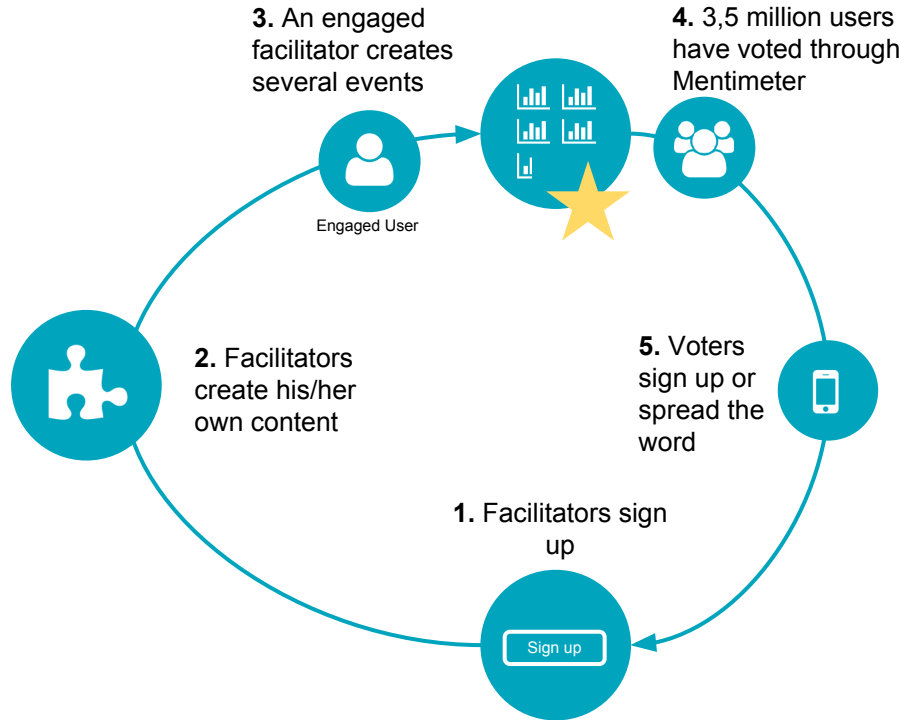 3. An engaged
facilitator creates
several events
4. 3,5 million users
have voted through
Mentimeter
Engaged User
2. Facilitators
create his/her
own content
5. Voters
sign up or
spread the
word
1. Facilitators sign
up
Sign up